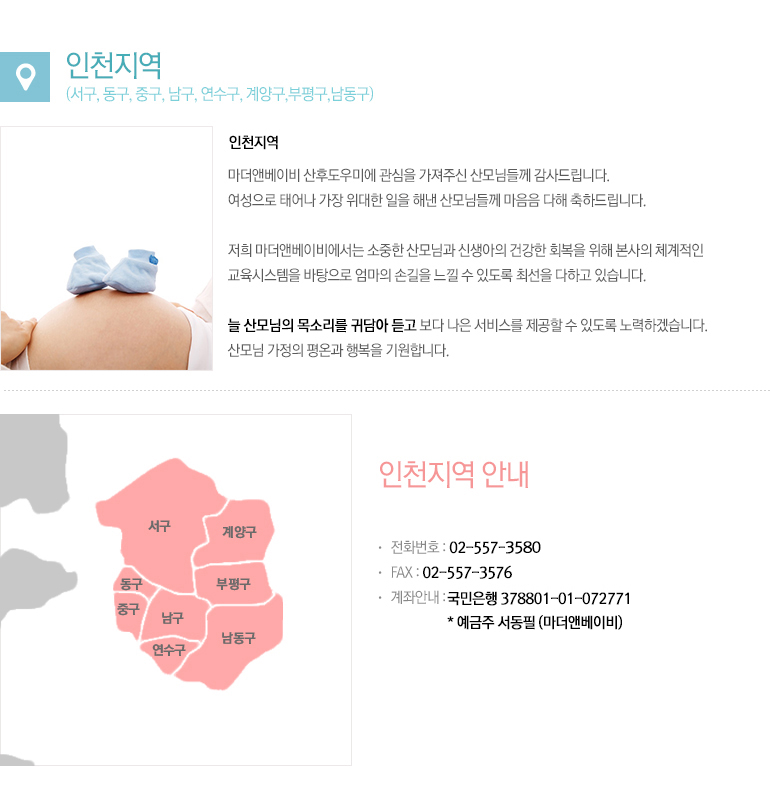 인천지역
(서구, 동구, 중구, 남구, 연수구, 계양구,부평구,남동구)
인천지역
마더앤베이비 산후도우미에 관심을 가져주신 산모님들께 감사드립니다.
여성으로 태어나 가장 위대한 일을 해낸 산모님들께 마음음 다해 축하드립니다.
저희 마더앤베이비에서는 소중한 산모님과 신생아의 건강한 회복을 위해 본사의 쳬계적인
교육시스템을 바탕으로 엄마의 손길을 느낄 수 있도록 최선을 다하고 있습니다.
늘 산모님의 목소리를 귀담아 듣고 보다 나은 서비스를 제공할 수 있도록 노력하겠습니다.
산모님 가정의 평온과 행복을 기원합니다.
서구
계양구
동구
부평구
중구
남구
남동구
연수구
인천지역 안내
· 전화번호 : 02-557-3580
· FAX : 02-557-3576
· 계좌안내 : 국민은행 378801-01-072771
* 예금주 서동필 (마더앤베이비)